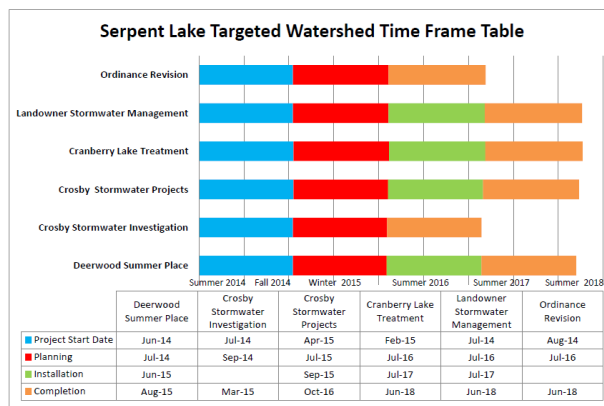 Serpent Lake Targeted Watershed Time Frame Table
Ordinance Revision
Landowner Stormwater Management
Cranberry Lake Treatment
Crosby Stormwater Projects
Crosby Stormwater Investigation
Deerwood Summer Place
Summer 2014 Fall 2014 Winter 2015 Summer 2016 Summer 2017 Summer 2018
Deerwood Summer Place Crosby Stormwater Investigation Crosby Stormwater Projects Cranberry Lake Treatment Landowner Stormwater Management Ordinance Revision
Project Start Date Jun-14 Jul-14 Apr-15 Feb-15 Jul-14 Aug-14
Planning Jul-14 Sep-14 Jul-15 Jul-16 Jul-16 Jul-16
Installation Jun-15 Sep-15 Jul-17 Jul-17
Completion Aug-15 Mar-15 Oct-16 Jun-18 Jun-18 Jun-18